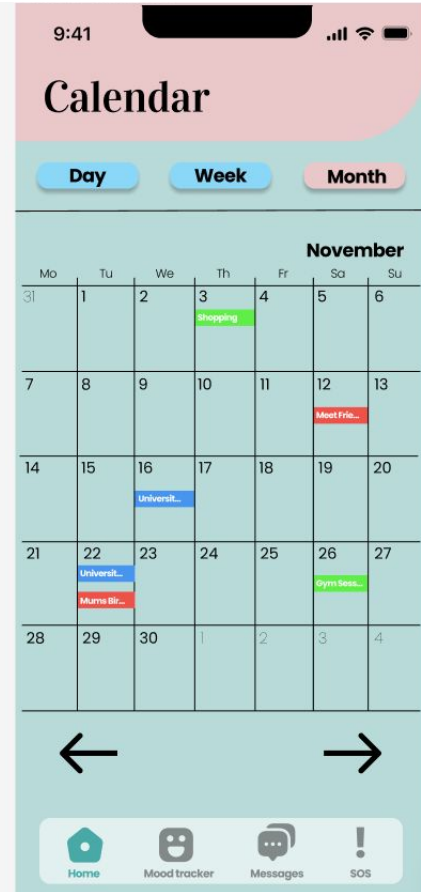 9:41
Calendar
Day Week Month
November
Mo Tu We Th Fr Sa Su
31 1 2 3 4 5 6
Shopping
7 8 9 10 11 12 13
Meet Frie...
14 15 16 17 18 19 20
Universit...
21 22 23 24 25 26 27
Universit...
Gym Sess...
Mums Bir...
28 29 30 1 2 3 4
Home Mood tracker Messages SOS